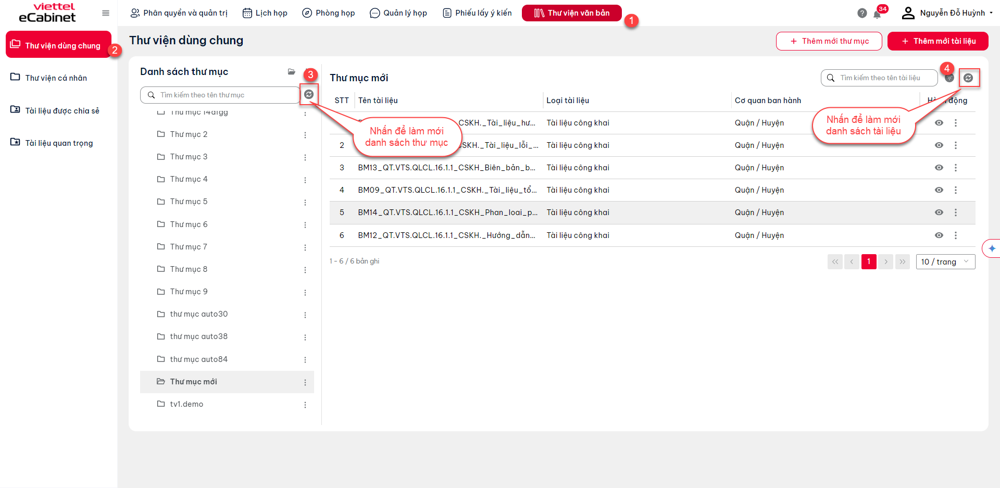 viettel
eCabinet
Phân quyền và quản trị
Lịch họp
Phòng họp
Quản lý họp
Phiếu lấy ý kiến
Thư viện văn bản
1
?
34
Nguyễn Đỗ Huỳnh
Thư viện dùng chung
2
Thư viện cá nhân
Tài liệu được chia sẻ
Tài liệu quan trọng
Thư viện dùng chung
+ Thêm mới thư mục
+ Thêm mới tài liệu
Danh sách thư mục
3
Tìm kiếm theo tên thư mục
Thư mục 14dfgg
Thư mục 2
Thư mục 3
Thư mục 4
Thư mục 5
Thư mục 6
Thư mục 7
Thư mục 8
Thư mục 9
thư mục auto30
thư mục auto38
thư mục auto84
Thư mục mới
tv1.demo
Nhấn để làm mới
danh sách thư mục
Thư mục mới
Tìm kiếm theo tên tài liệu
4
Nhấn để làm mới
danh sách tài liệu
STT Tên tài liệu Loại tài liệu Cơ quan ban hành động
CSKH._Tài_liệu_hư... Tài liệu công khai Quận / Huyện
2 CSKH._Tài_liệu_lỗi_... Tài liệu công khai Quận / Huyện
3 BM13_QT.VTS.QLCL.16.1.1_CSKH_Biên_bản_b... Tài liệu công khai Quận / Huyện
4 BM09_QT.VTS.QLCL.16.1.1_CSKH._Tài_liệu_tổ... Tài liệu công khai Quận / Huyện
5 BM14_QT.VTS.QLCL.16.1.1_CSKH_Phan_loai_p... Tài liệu công khai Quận / Huyện
6 BM12_QT.VTS.QLCL.16.1.1_CSKH._Hướng_dẫn... Tài liệu công khai Quận / Huyện
1 - 6 / 6 bản ghi
<< < 1 > >>
10 / trang